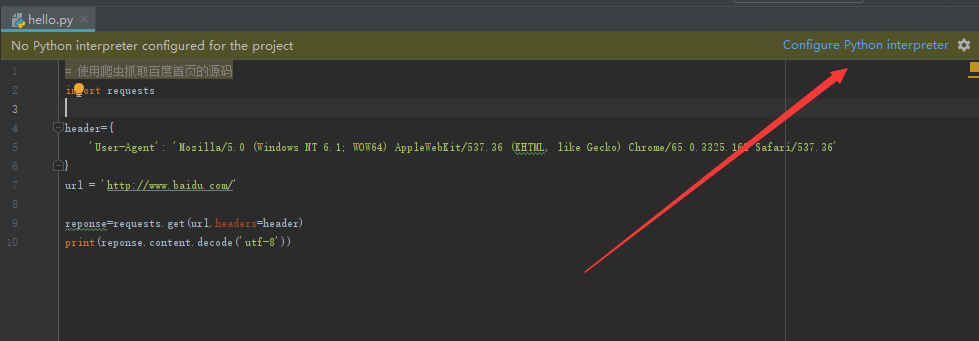 hello.py
No Python interpreter configured for the project
Configure Python interpreter
1 # 使用爬虫抓取百度首页的源码
2 import requests
3
4 header={
5 'User-Agent': 'Mozilla/5.0 (Windows NT 6.1; WOW64) AppleWebKit/537.36 (KHTML, like Gecko) Chrome/65.0.3325.162 Safari/537.36'
6 }
7 url = 'http://www.baidu.com/'
8
9 reponse=requests.get(url,headers=header)
10 print(reponse.content.decode('utf-8'))